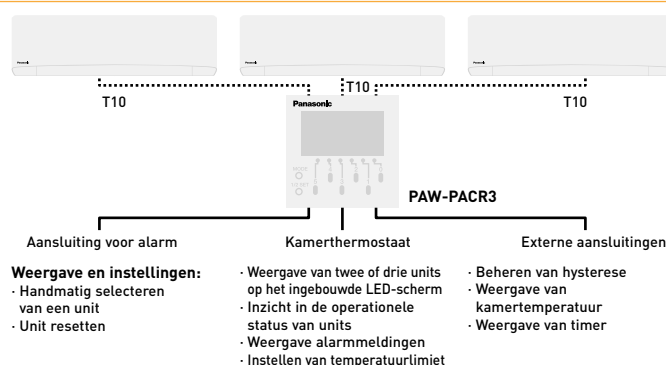 Panasonic
Panasonic
Panasonic
T10
T10
T10
Panasonic
MODE
PAW-PACR3
Aansluiting voor alarm
Weergave en instellingen:
· Handmatig selecteren
van een unit
· Unit resetten
Kamerthermostaat
· Weergave van twee of drie units
op het ingebouwde LED-scherm
· Inzicht in de operationele
status van units
· Weergave alarmmeldingen
· Instellen van temperatuurlimiet
Externe aansluitingen
· Beheren van hysterese
· Weergave van
kamertemperatuur
· Weergave van timer